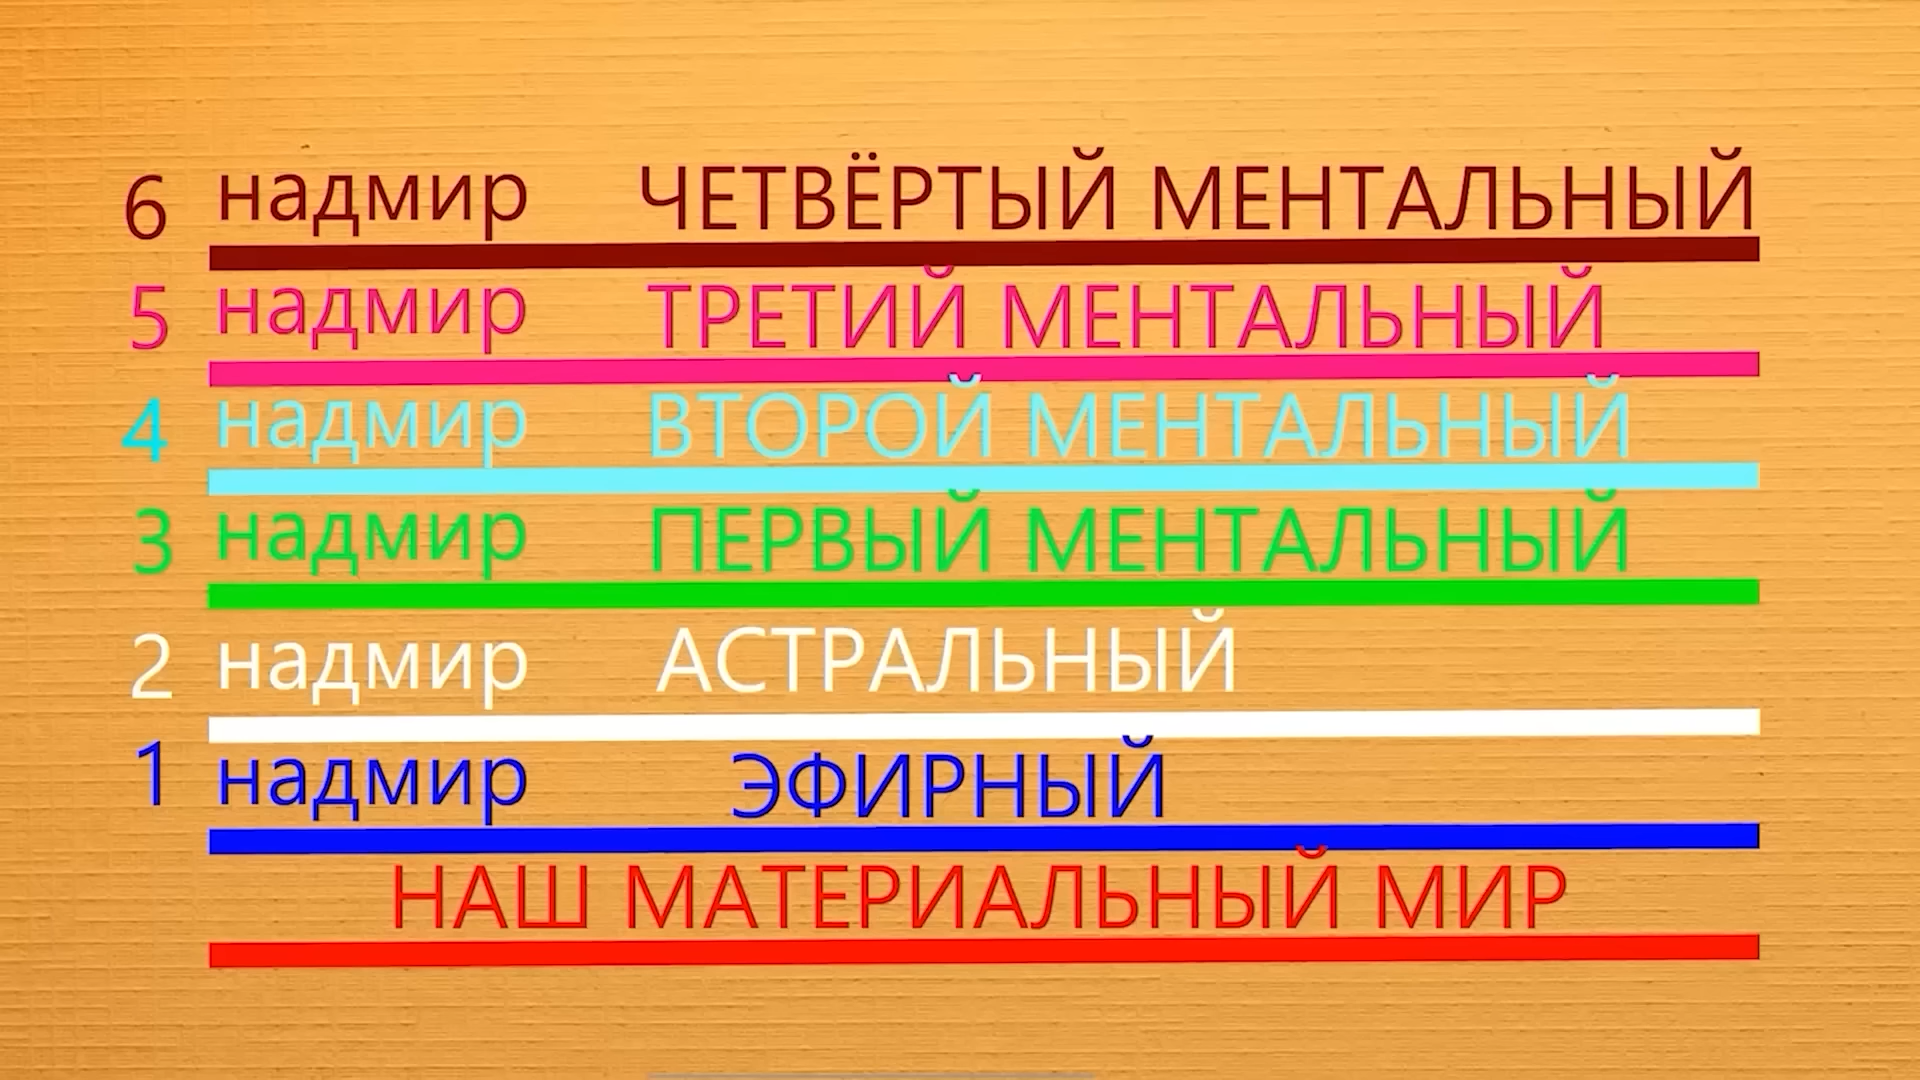 6 надмир ЧЕТВЁРТЫЙ МЕНТАЛЬНЫЙ
5 надмир ТРЕТИЙ МЕНТАЛЬНЫЙ
4 надмир ВТОРОЙ МЕНТАЛЬНЫЙ
3 надмир ПЕРВЫЙ МЕНТАЛЬНЫЙ
2 надмир АСТРАЛЬНЫЙ
1 надмир ЭФИРНЫЙ
НАШ МАТЕРИАЛЬНЫЙ МИР